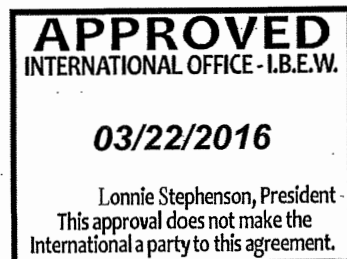 APPROVED
INTERNATIONAL OFFICE - I.B.E.W.
03/22/2016
Lonnie Stephenson, President
This approval does not make the
International a party to this agreement.